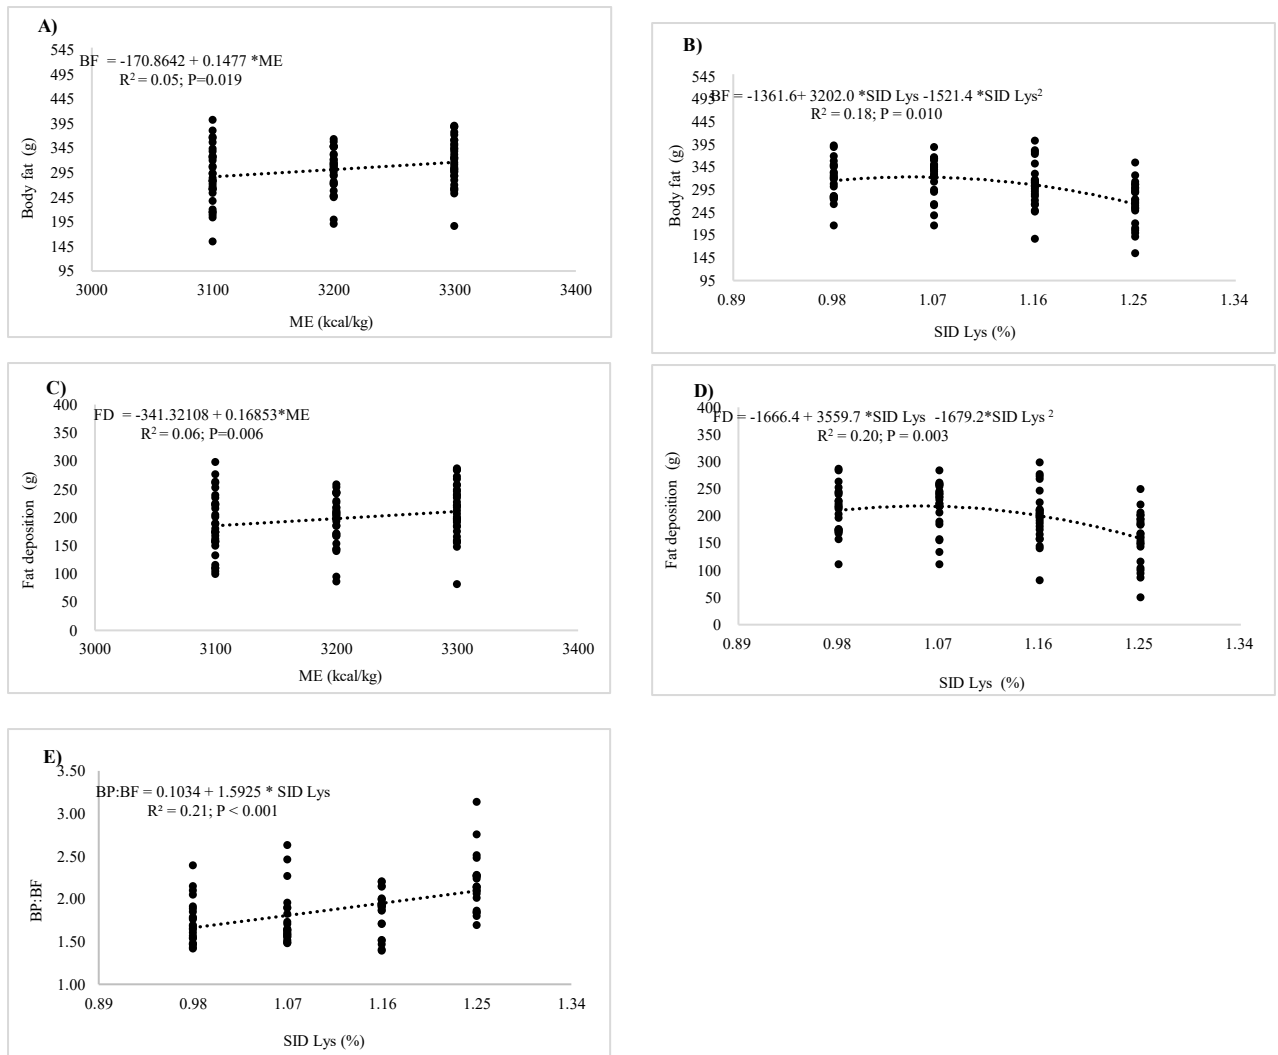 A)
BF = -170.8642 + 0.1477 *ME
R² = 0.05; P=0.019
Body fat (g)
545
495
445
395
345
295
245
195
145
95
3000 3100 3200 3300 3400
ME (kcal/kg)
B)
BF = -1361.6+ 3202.0 *SID Lys -1521.4 *SID Lys²
R² = 0.18; P = 0.010
Body fat (g)
545
495
445
395
345
295
245
195
145
95
0.89 0.98 1.07 1.16 1.25 1.34
SID Lys (%)
C)
FD = -341.32108 + 0.16853*ME
R² = 0.06; P=0.006
Fat deposition (g)
400
350
300
250
200
150
100
50
0
3000 3100 3200 3300 3400
ME (kcal/kg)
D)
FD = -1666.4 + 3559.7 *SID Lys -1679.2*SID Lys ²
R² = 0.20; P = 0.003
Fat deposition (g)
400
350
300
250
200
150
100
50
0
0.89 0.98 1.07 1.16 1.25 1.34
SID Lys (%)
E)
BP:BF = 0.1034 + 1.5925 * SID Lys
R² = 0.21; P < 0.001
BP:BF
3.50
3.00
2.50
2.00
1.50
1.00
0.89 0.98 1.07 1.16 1.25 1.34
SID Lys (%)